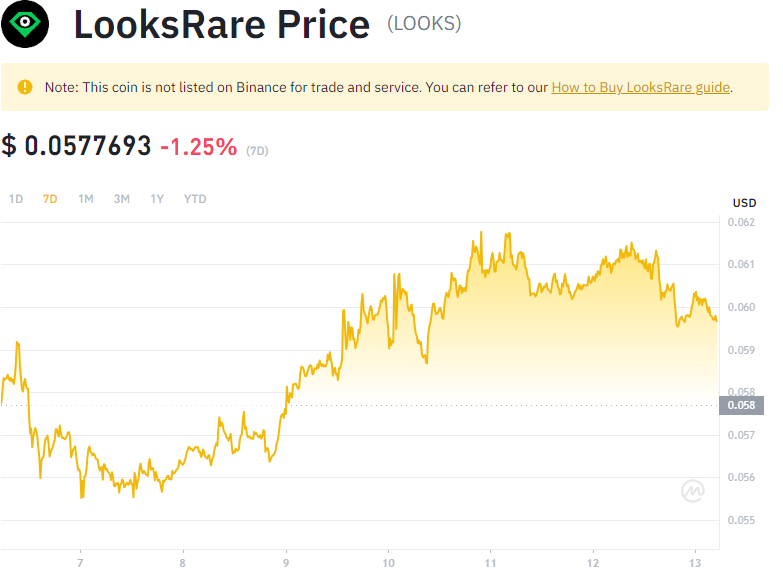 LooksRare Price (LOOKS)
Note: This coin is not listed on Binance for trade and service. You can refer to our How to Buy LooksRare guide.
$ 0.0577693 -1.25% (7D)
1D 7D 1M 3M 1Y YTD
USD
0.062
0.061
0.060
0.059
0.058
0.058
0.057
0.056
0.055
7 8 9 10 11 12 13